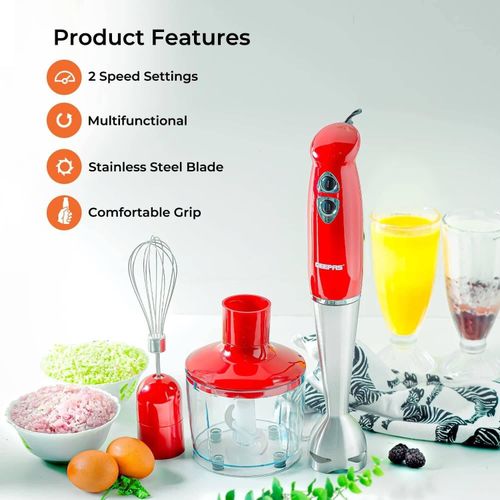 Product Features
2 Speed Settings
Multifunctional
Stainless Steel Blade
Comfortable Grip
GEEPAS